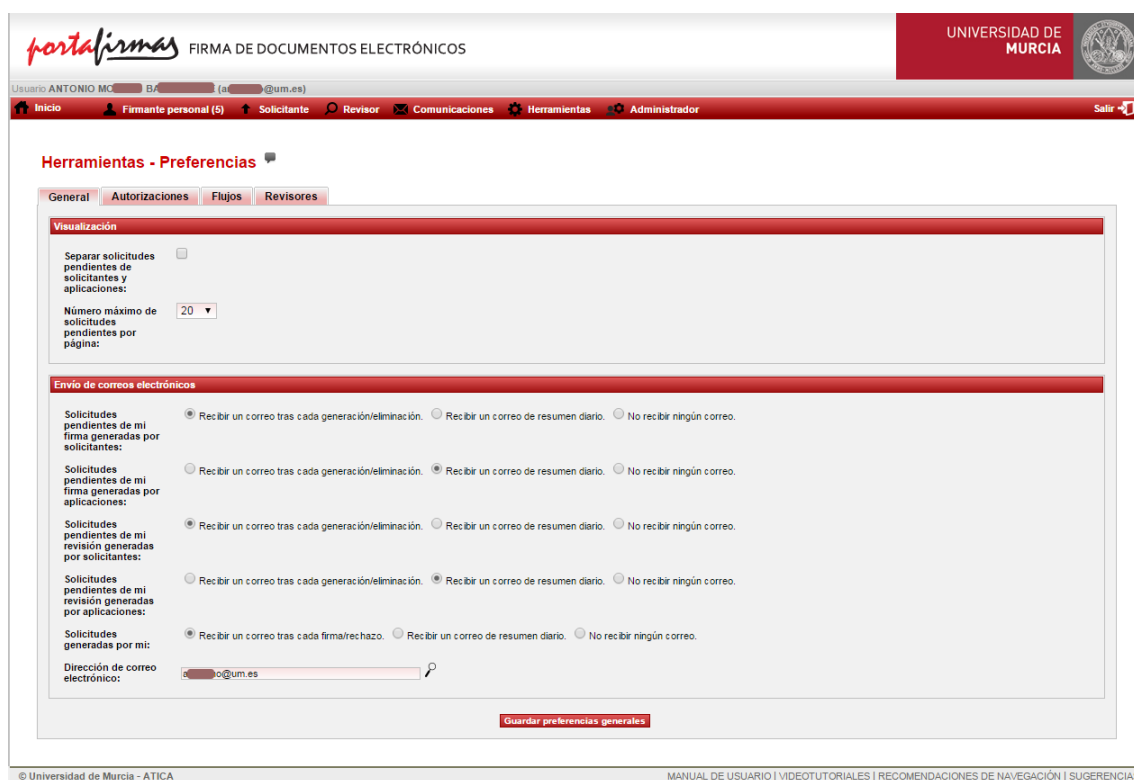 portafirmas FIRMA DE DOCUMENTOS ELECTRÓNICOS
UNIVERSIDAD DE
MURCIA
Usuario ANTONIO MO BA (a @um.es)
Inicio Firmante personal (5) Solicitante Revisor Comunicaciones Herramientas Administrador Salir
Herramientas - Preferencias
General Autorizaciones Flujos Revisores
Visualización
Separar solicitudes
pendientes de
solicitantes y
aplicaciones:
Número máximo de
solicitudes
pendientes por
página:
20
Envío de correos electrónicos
Solicitudes
pendientes de mi
firma generadas por
solicitantes:
Recibir un correo tras cada generación/eliminación. Recibir un correo de resumen diario. No recibir ningún correo.
Solicitudes
pendientes de mi
firma generadas por
aplicaciones:
Recibir un correo tras cada generación/eliminación. Recibir un correo de resumen diario. No recibir ningún correo.
Solicitudes
pendientes de mi
revisión generadas
por solicitantes:
Recibir un correo tras cada generación/eliminación. Recibir un correo de resumen diario. No recibir ningún correo.
Solicitudes
pendientes de mi
revisión generadas
por aplicaciones:
Recibir un correo tras cada generación/eliminación. Recibir un correo de resumen diario. No recibir ningún correo.
Solicitudes
generadas por mi:
Recibir un correo tras cada firma/rechazo. Recibir un correo de resumen diario. No recibir ningún correo.
Dirección de correo
electrónico:
a o@um.es
Guardar preferencias generales
© Universidad de Murcia - ATICA
MANUAL DE USUARIO | VIDEOTUTORIALES | RECOMENDACIONES DE NAVEGACIÓN | SUGERENCIA